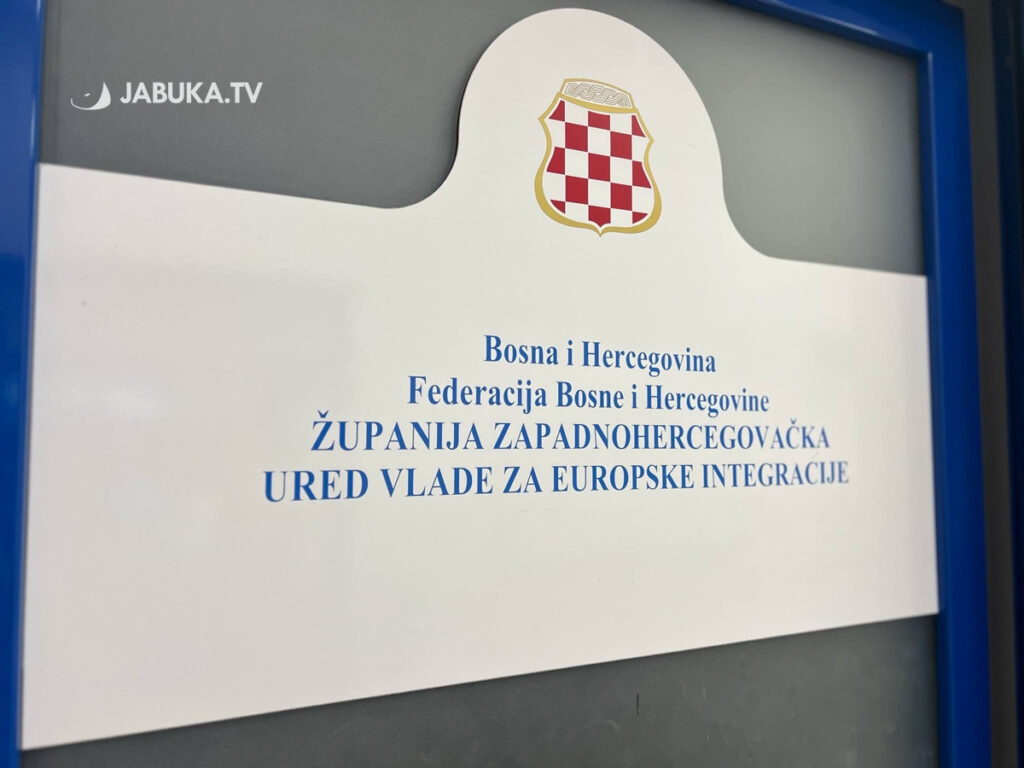 JABUKA.TV
Bosna i Hercegovina
Federacija Bosne i Hercegovine
ŽUPANIJA ZAPADNOHERCEGOVAČKA
URED VLADE ZA EUROPSKE INTEGRACIJE